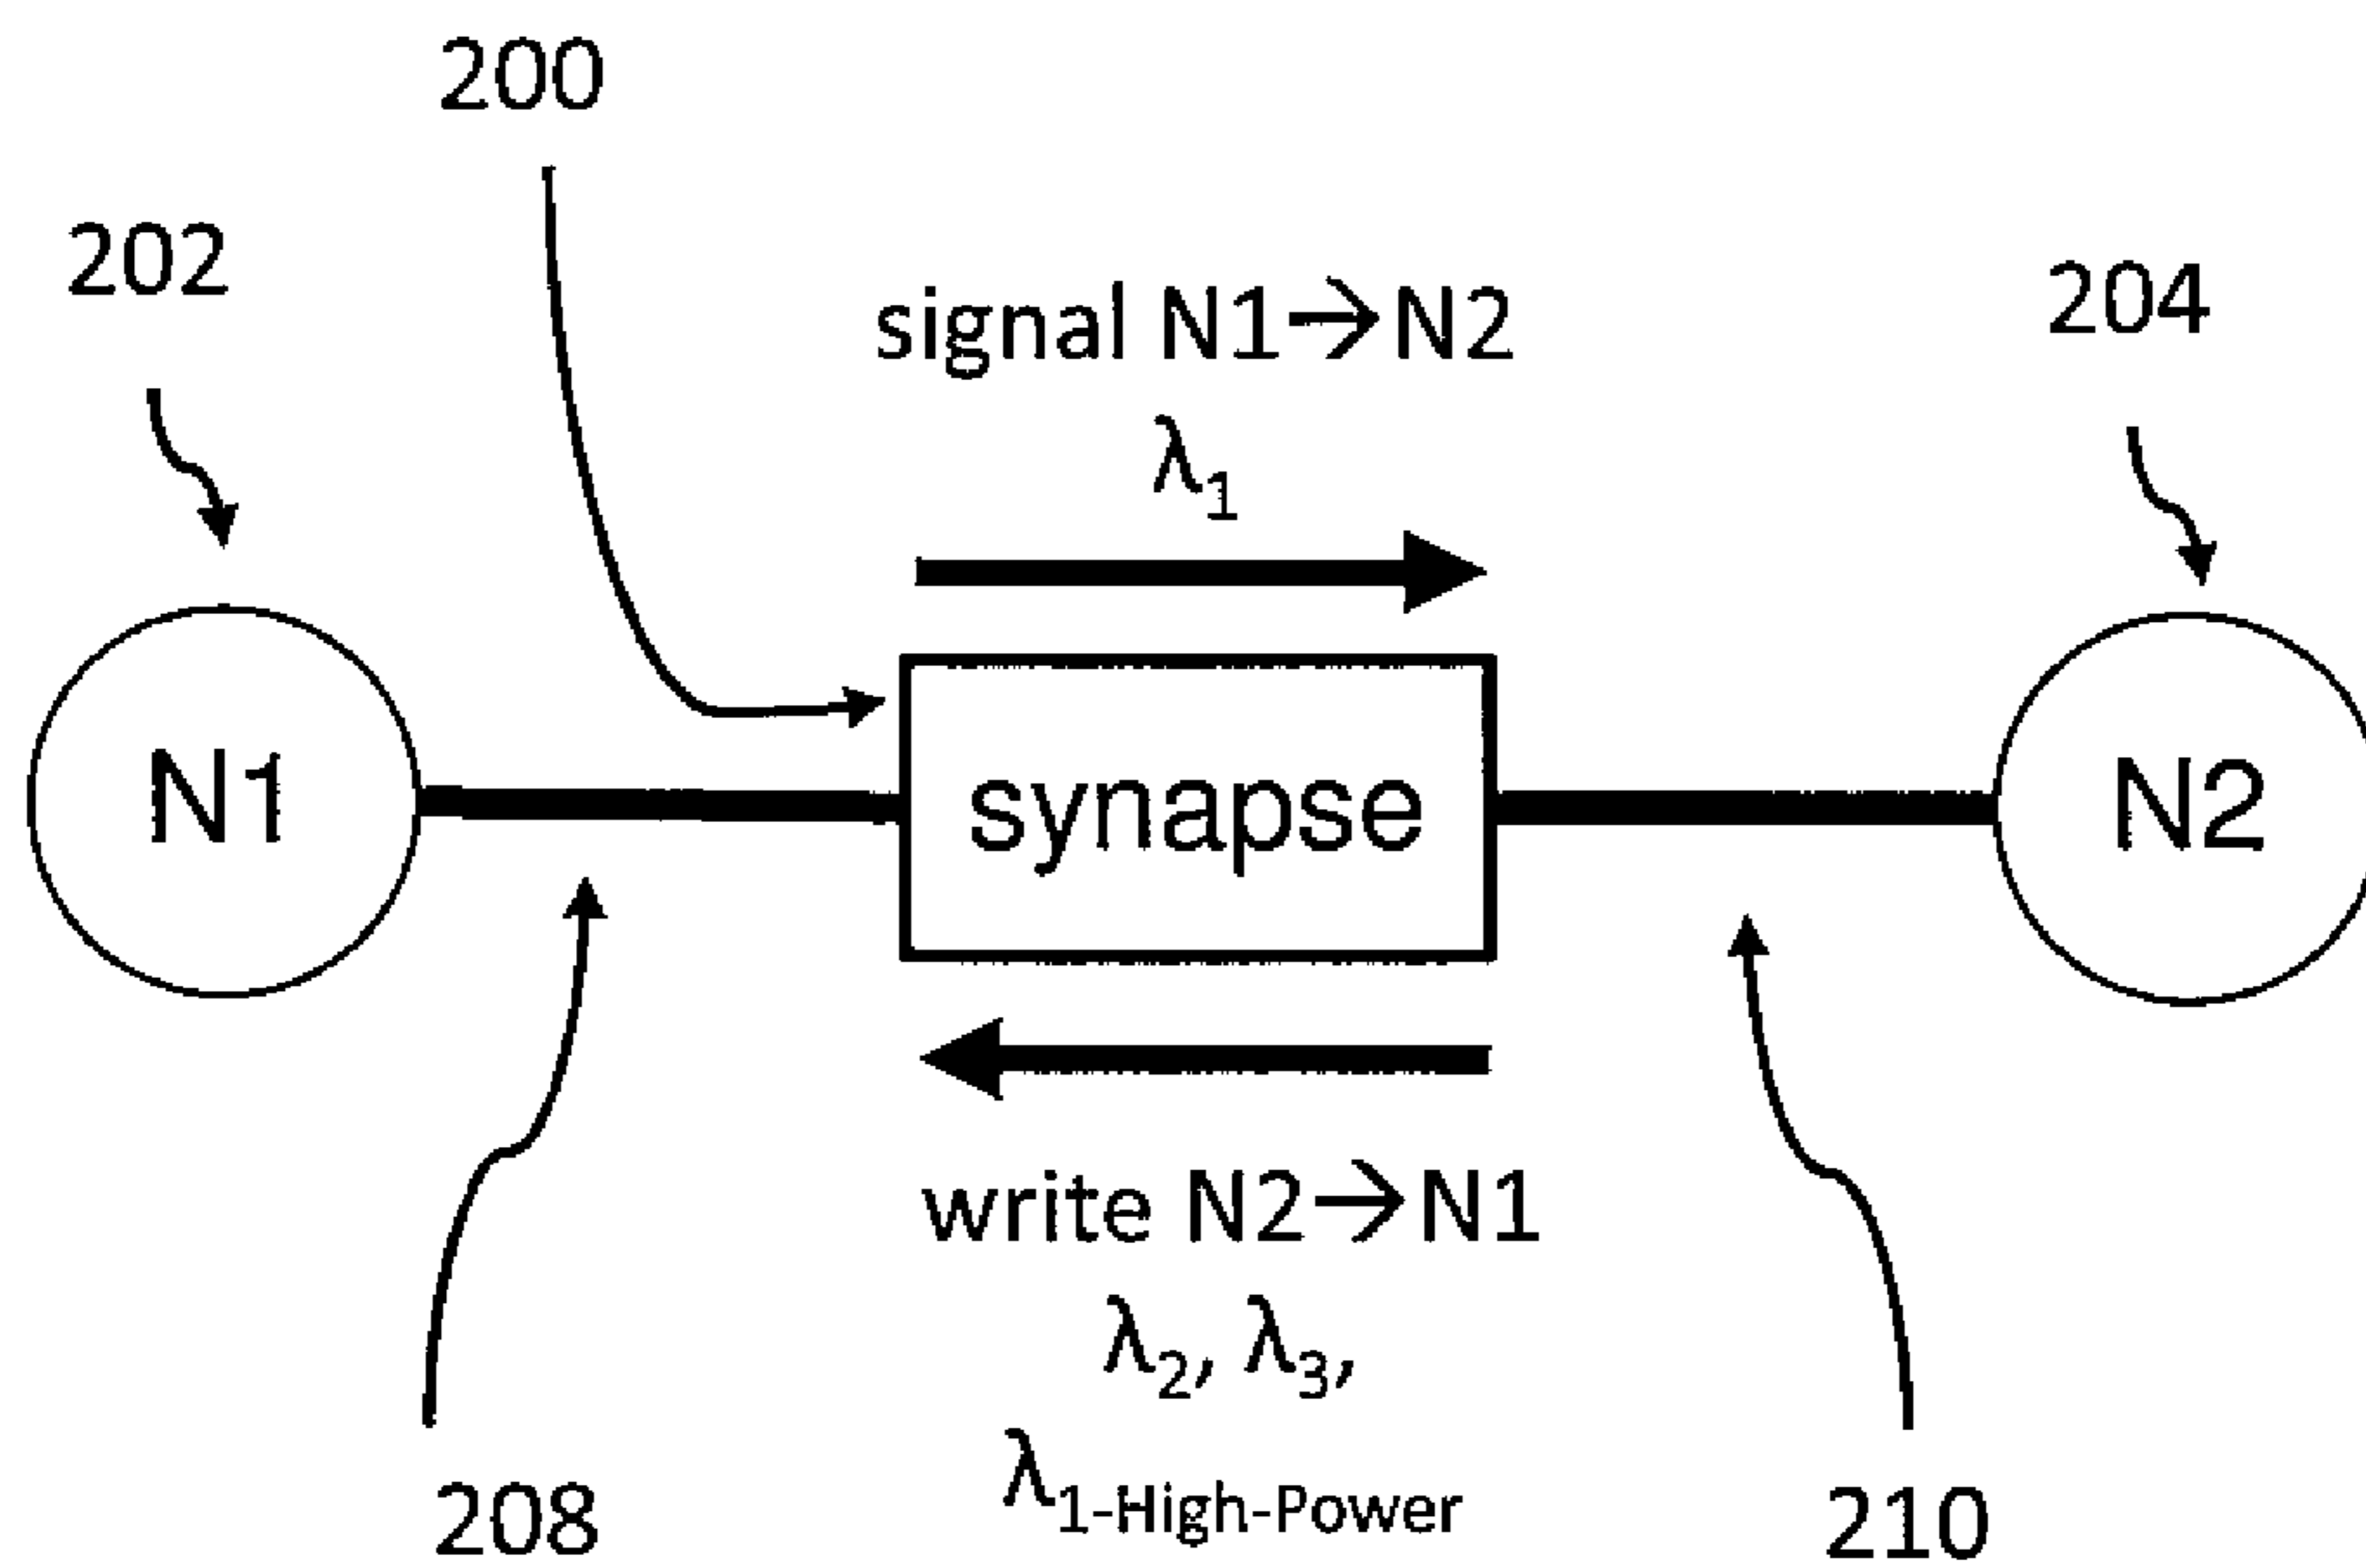 200
202
204
signal N1→N2
λ1
N1
synapse
N2
write N2→N1
λ2, λ3,
λ1-High-Power
208
210